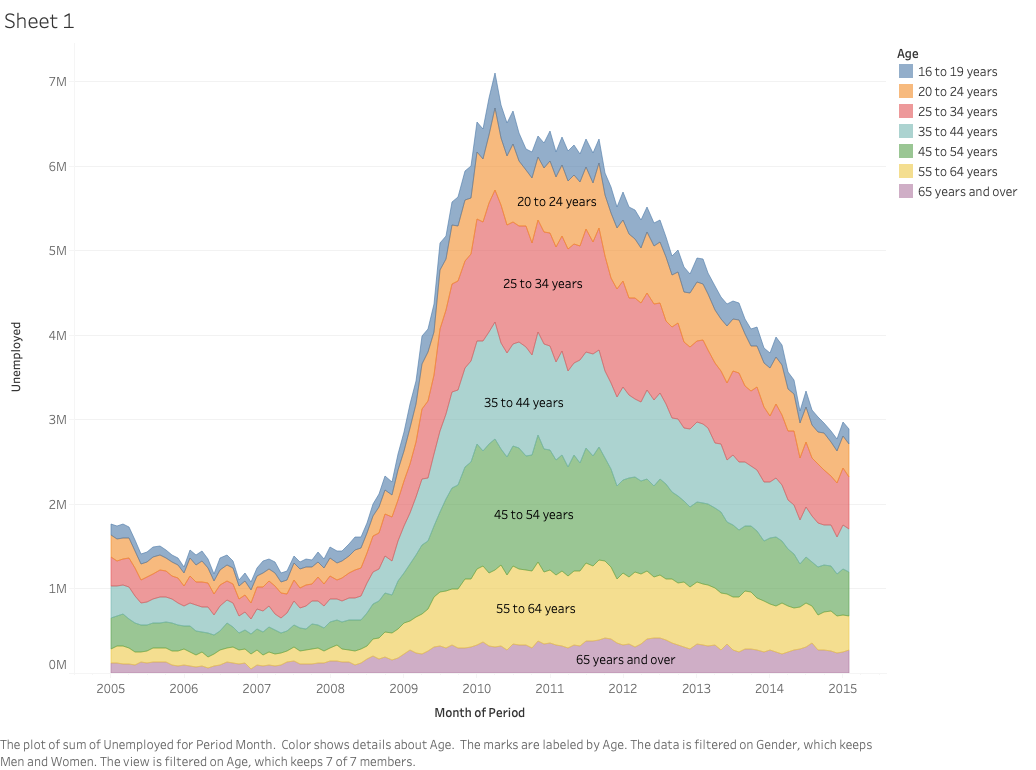 Sheet 1
Age
16 to 19 years
20 to 24 years
25 to 34 years
35 to 44 years
45 to 54 years
55 to 64 years
65 years and over
7M
6M
5M
4M
3M
2M
1M
0M
Unemployed
20 to 24 years
25 to 34 years
35 to 44 years
45 to 54 years
55 to 64 years
65 years and over
2005 2006 2007 2008 2009 2010 2011 2012 2013 2014 2015
Month of Period
The plot of sum of Unemployed for Period Month. Color shows details about Age. The marks are labeled by Age. The data is filtered on Gender, which keeps
Men and Women. The view is filtered on Age, which keeps 7 of 7 members.